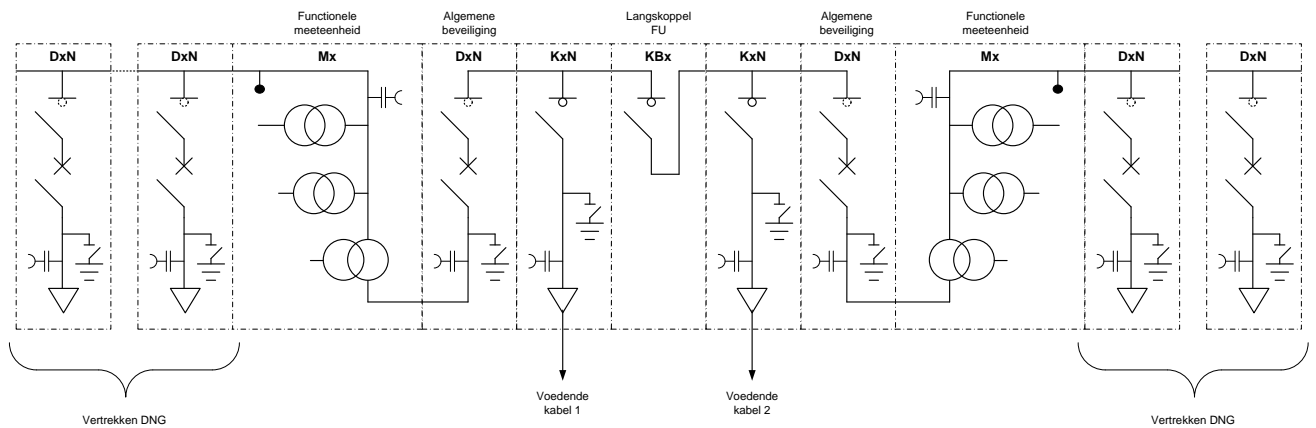 Functionele
meeteenheid
Algemene
beveiliging
Langskoppel
FU
Algemene
beveiliging
Functionele
meeteenheid
DxN
DxN
Mx
DxN
KxN
KBx
KxN
DxN
Mx
DxN
DxN
Voedende
kabel 1
Voedende
kabel 2
Vertrekken DNG
Vertrekken DNG